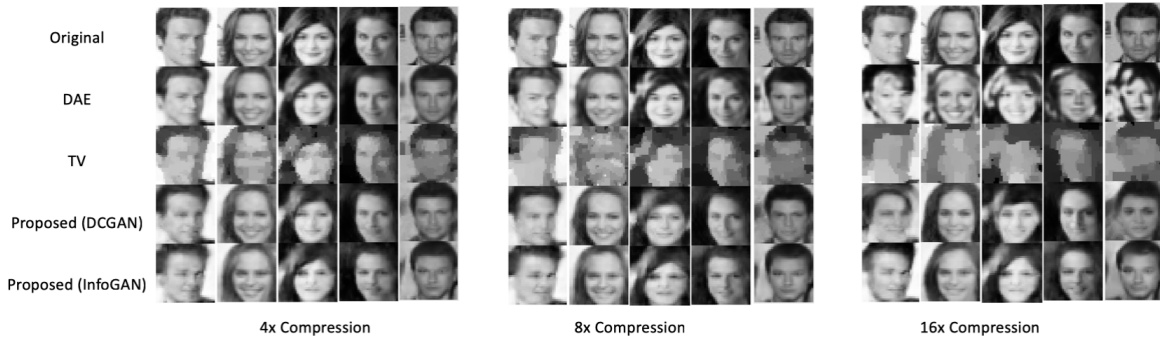 Original
DAE
TV
Proposed (DCGAN)
Proposed (InfoGAN)
4x Compression
8x Compression
16x Compression